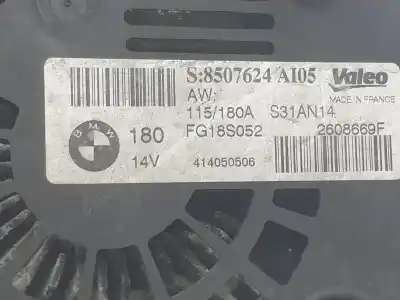 S:8507624 AI05 Valeo
AW: MADE IN FRANCE
115/180A S31AN14
BMW 180 FG18S052 2608669F
14V 414050506